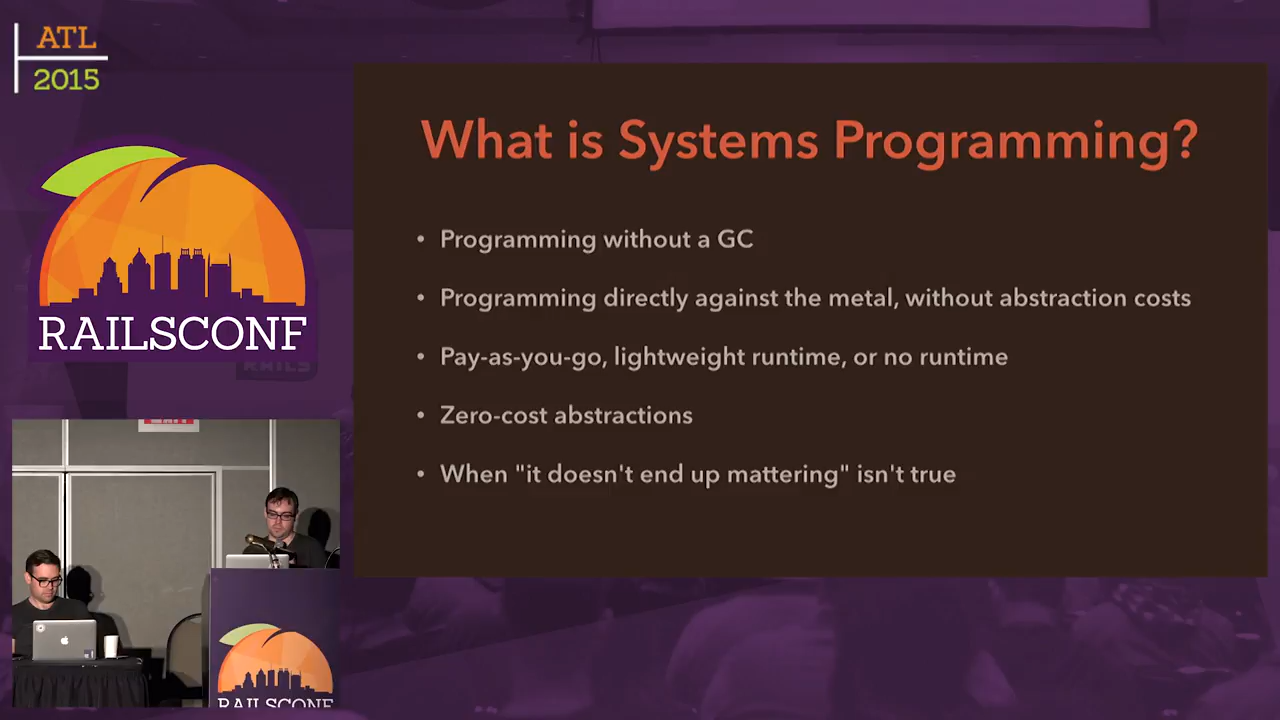 ATL
2015
RAILSCONF
What is Systems Programming?
• Programming without a GC
• Programming directly against the metal, without abstraction costs
• Pay-as-you-go, lightweight runtime, or no runtime
• Zero-cost abstractions
• When "it doesn't end up mattering" isn't true
RAILSCONF